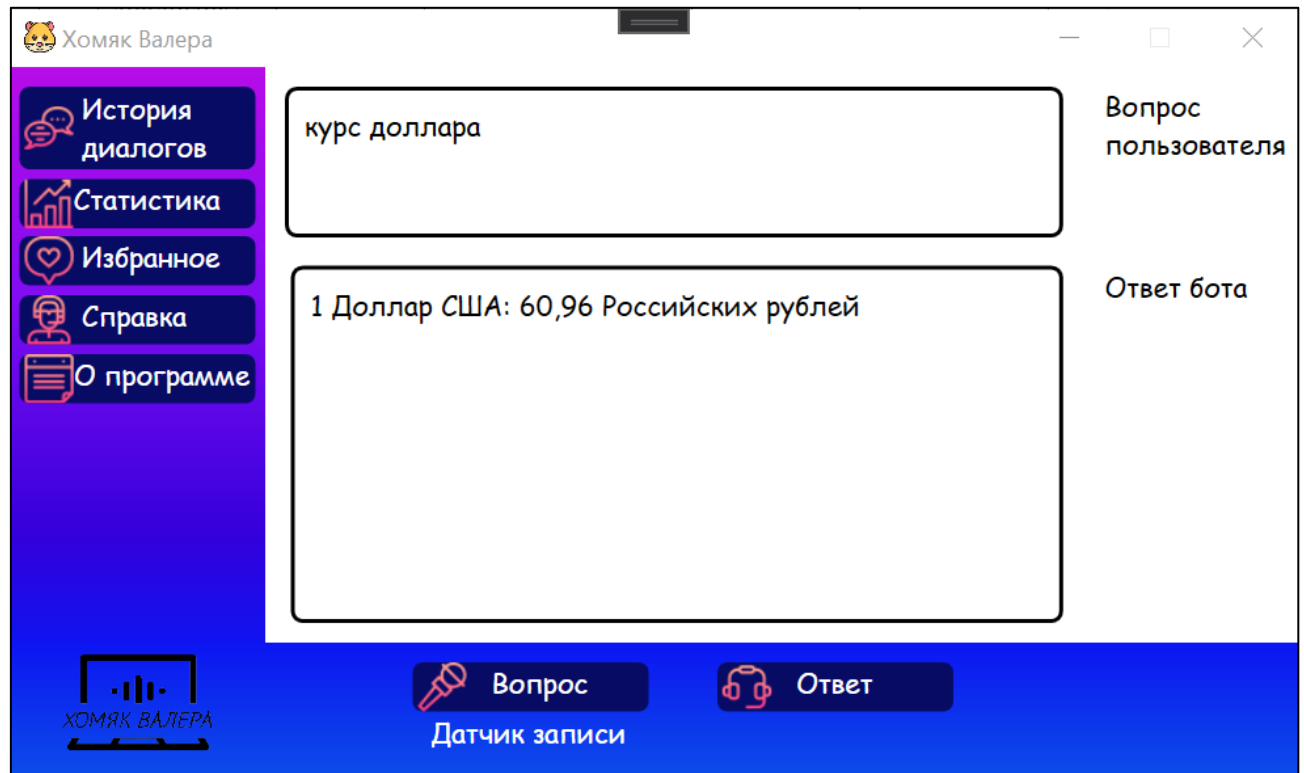 Хомяк Валера
История
диалогов
Статистика
Избранное
Справка
О программе
курс доллара
Вопрос
пользователя
1 Доллар США: 60,96 Российских рублей
Ответ бота
ХОМЯК ВАЛЕРА
Вопрос
Ответ
Датчик записи